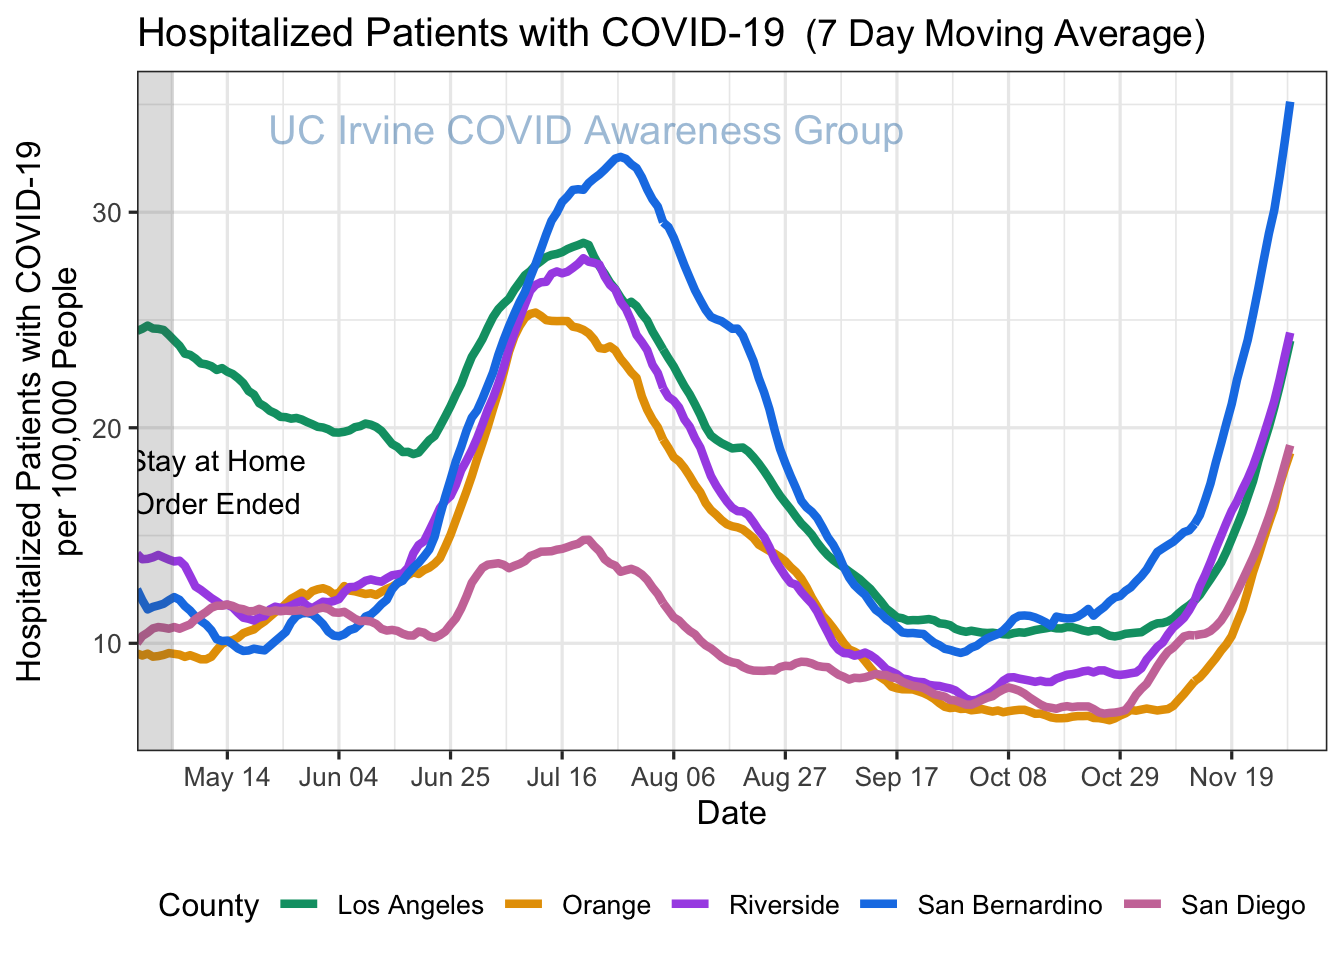 Hospitalized Patients with COVID-19 (7 Day Moving Average)
UC Irvine COVID Awareness Group
Hospitalized Patients with COVID-19
per 100,000 People
30
20
10
Stay at Home
Order Ended
May 14 Jun 04 Jun 25 Jul 16 Aug 06 Aug 27 Sep 17 Oct 08 Oct 29 Nov 19
Date
County Los Angeles Orange Riverside San Bernardino San Diego